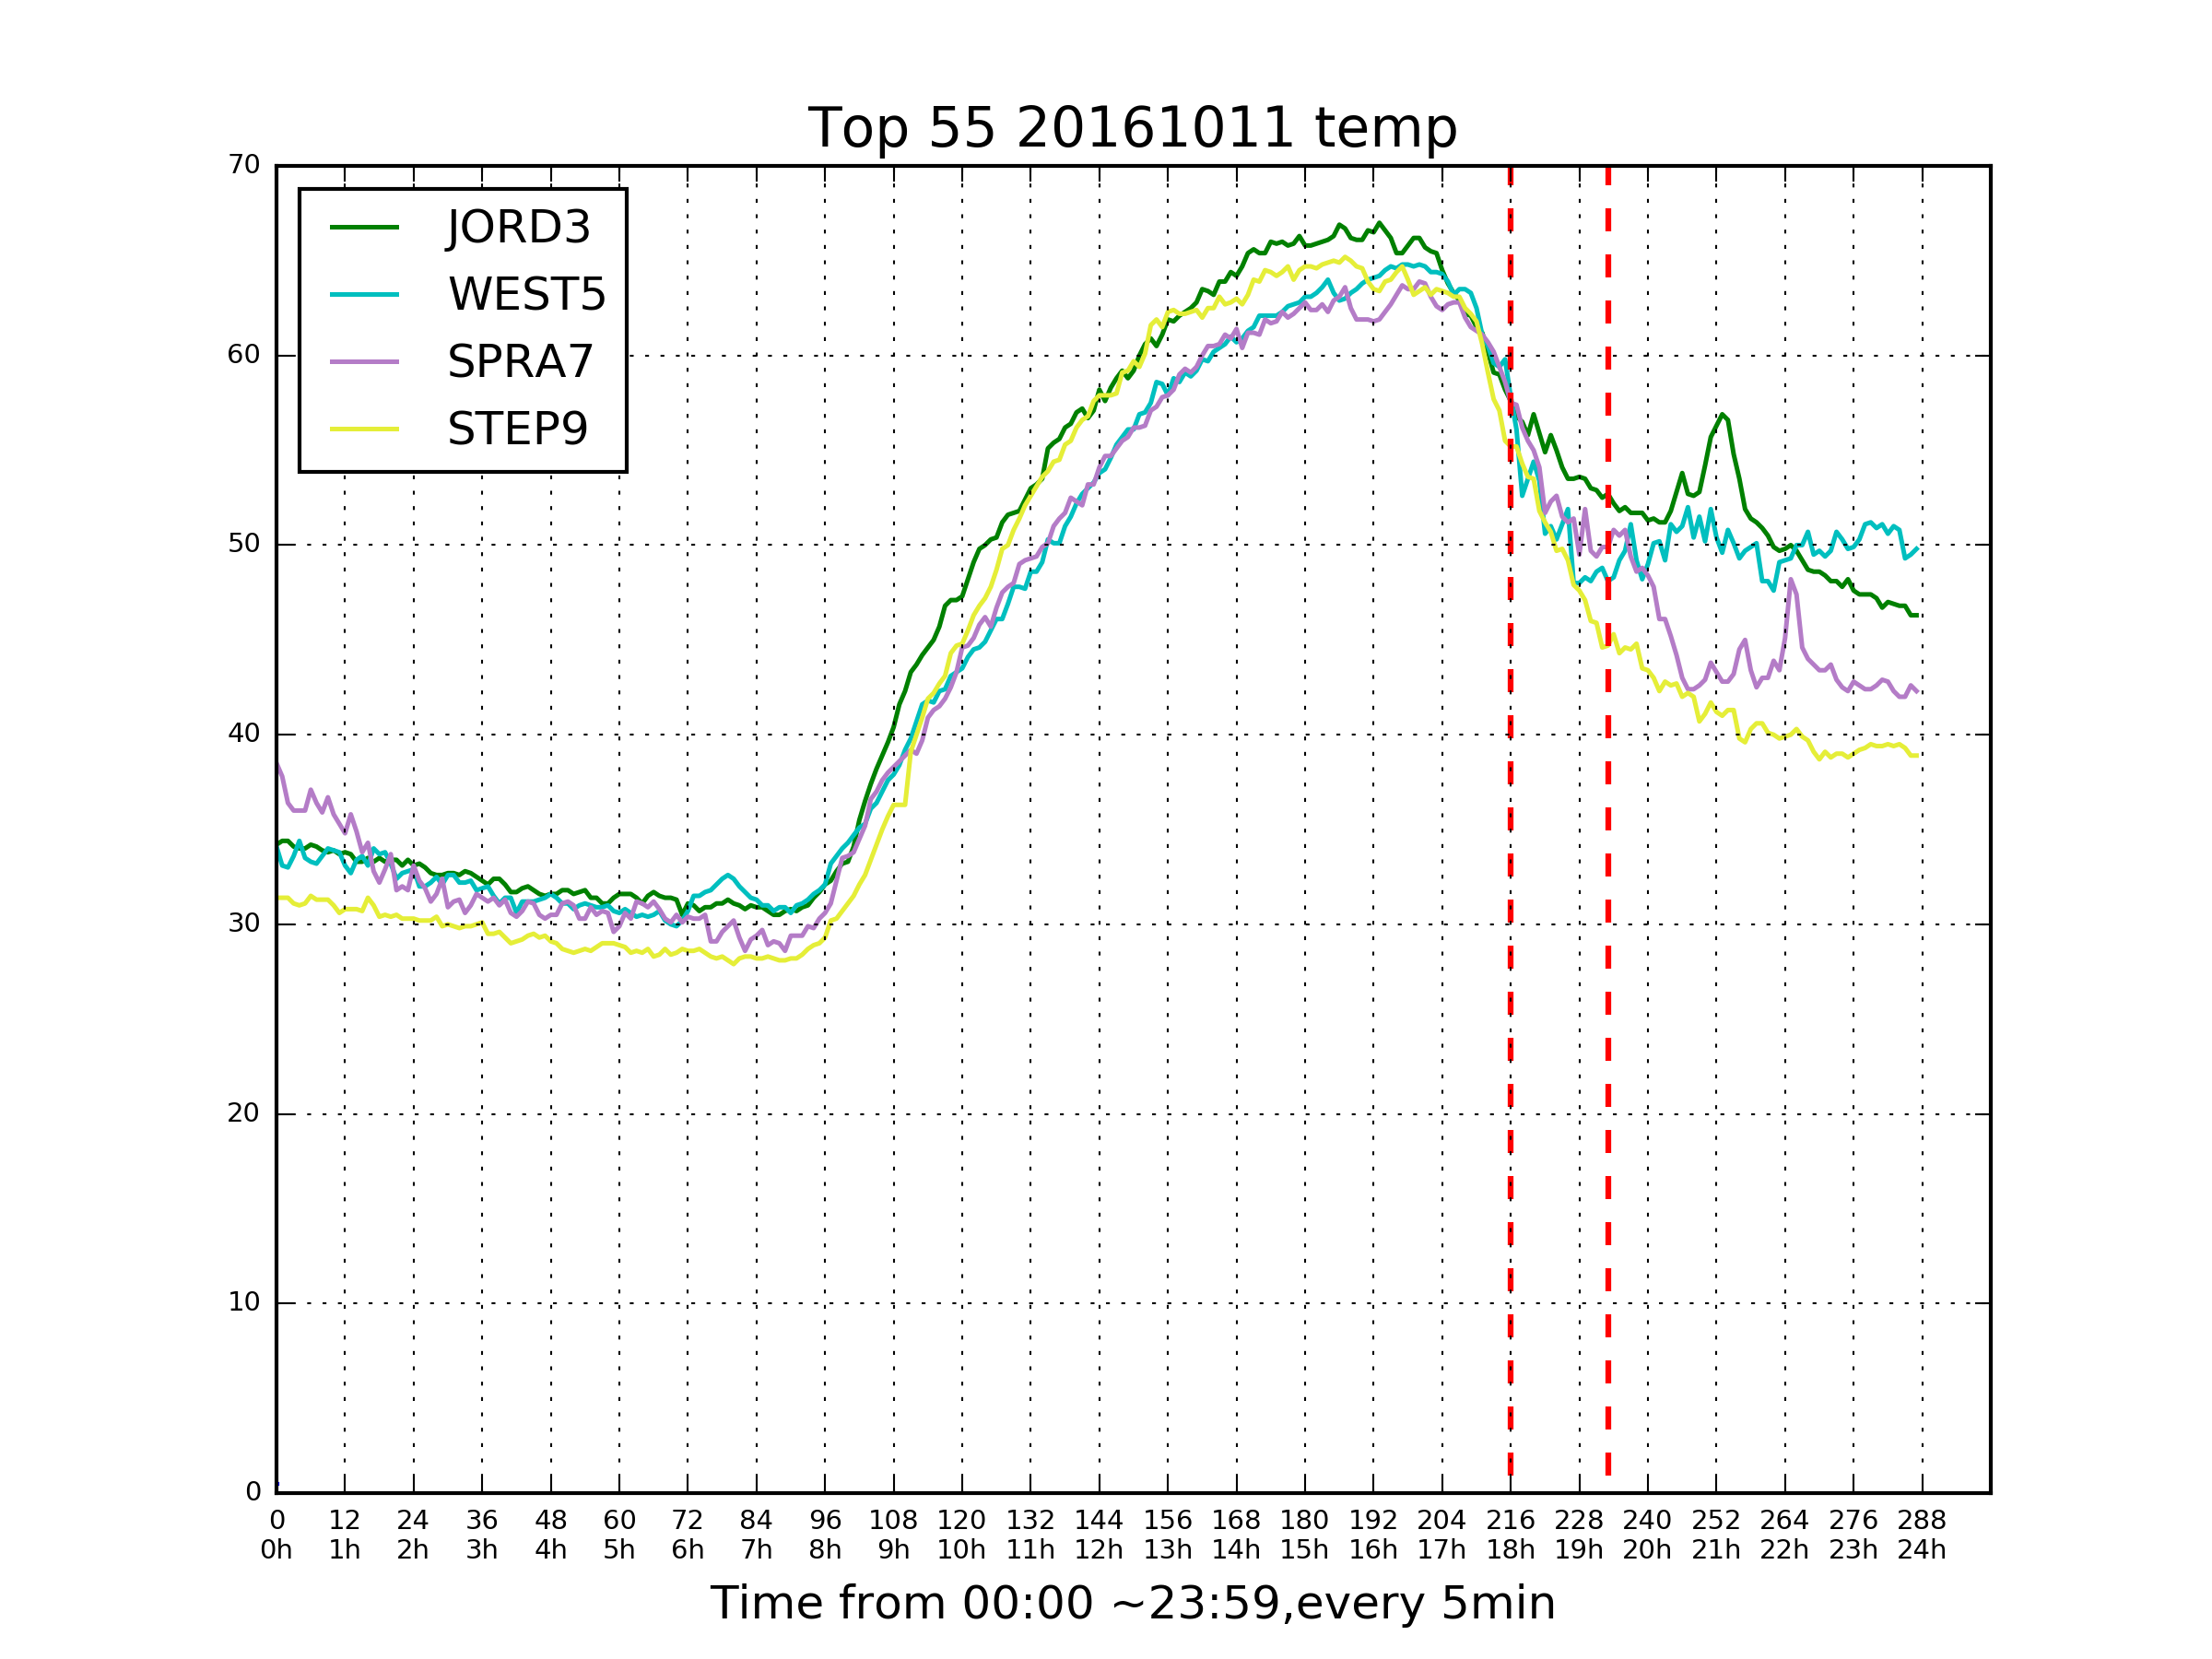 Top 55 20161011 temp
70
60
50
40
30
20
10
0
JORD3
WEST5
SPRA7
STEP9
0 12 24 36 48 60 72 84 96 108 120 132 144 156 168 180 192 204 216 228 240 252 264 276 288
0h 1h 2h 3h 4h 5h 6h 7h 8h 9h 10h 11h 12h 13h 14h 15h 16h 17h 18h 19h 20h 21h 22h 23h 24h
Time from 00:00 ~23:59,every 5min